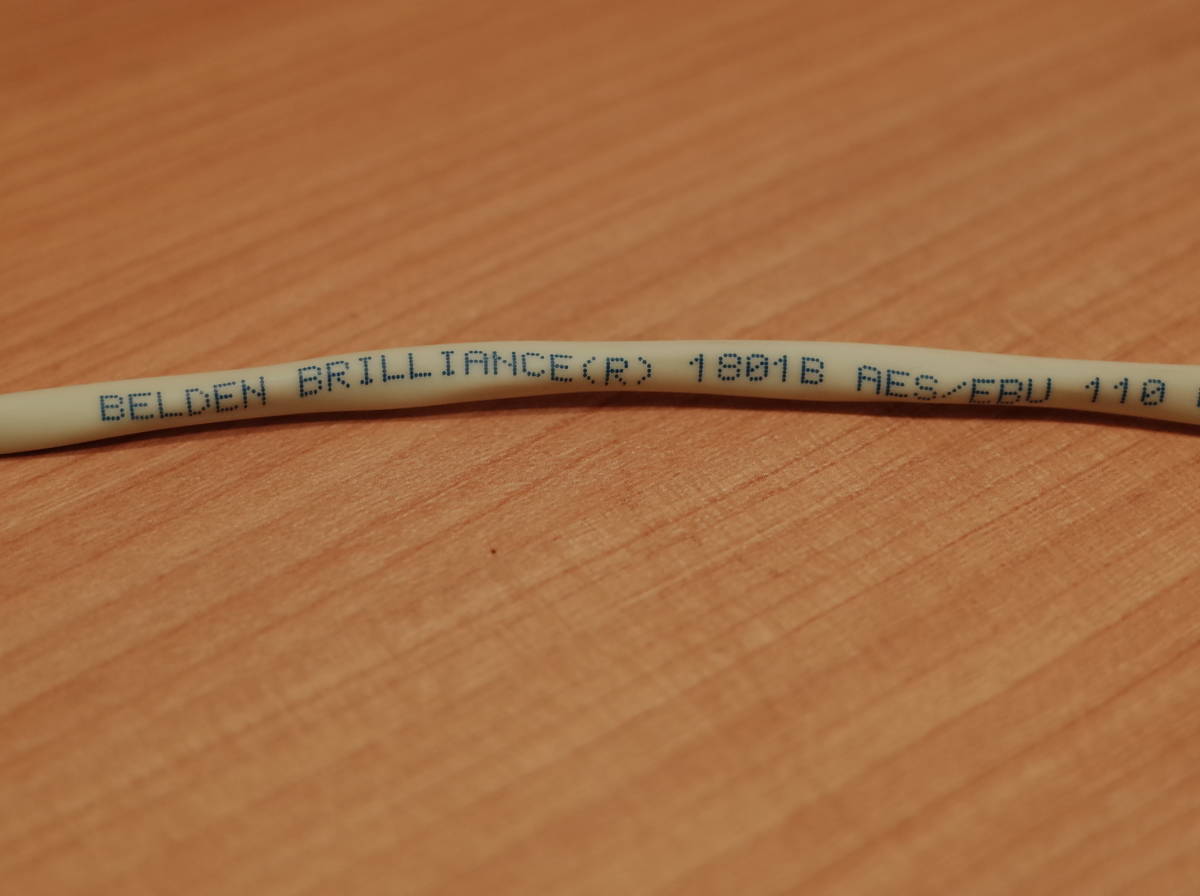 BELDEN BRILLIANCE(R) 1801B AES/EBU 110